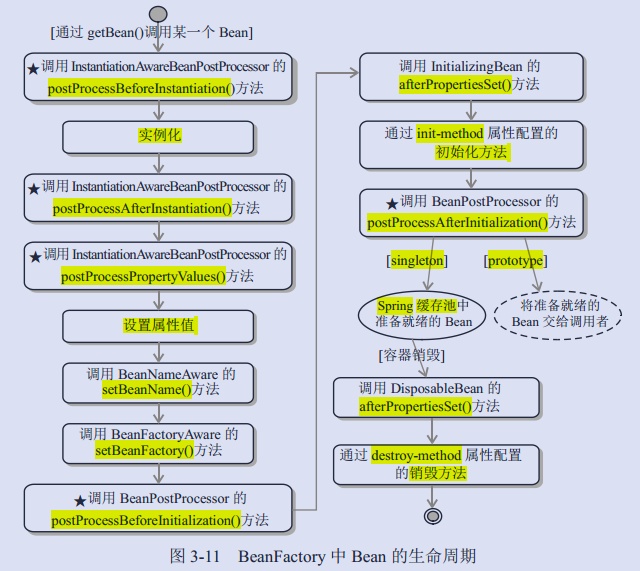 [通过 getBean()调用某一个 Bean]
★调用 InstantiationAwareBeanPostProcessor 的
postProcessBeforeInstantiation()方法
实例化
★调用 InstantiationAwareBeanPostProcessor 的
postProcessAfterInstantiation()方法
★调用 InstantiationAwareBeanPostProcessor 的
postProcessPropertyValues()方法
设置属性值
调用 BeanNameAware 的
setBeanName()方法
调用 BeanFactoryAware 的
setBeanFactory()方法
★调用 BeanPostProcessor 的
postProcessBeforeInitialization()方法
调用 InitializingBean 的
afterPropertiesSet()方法
通过 init-method 属性配置的
初始化方法
★调用 BeanPostProcessor 的
postProcessAfterInitialization()方法
[singleton]
[prototype]
Spring 缓存池中
准备就绪的 Bean
将准备就绪的
Bean 交给调用者
[容器销毁]
调用 DisposableBean 的
afterPropertiesSet()方法
通过 destroy-method 属性配置
的销毁方法
图 3-11 BeanFactory 中 Bean 的生命周期